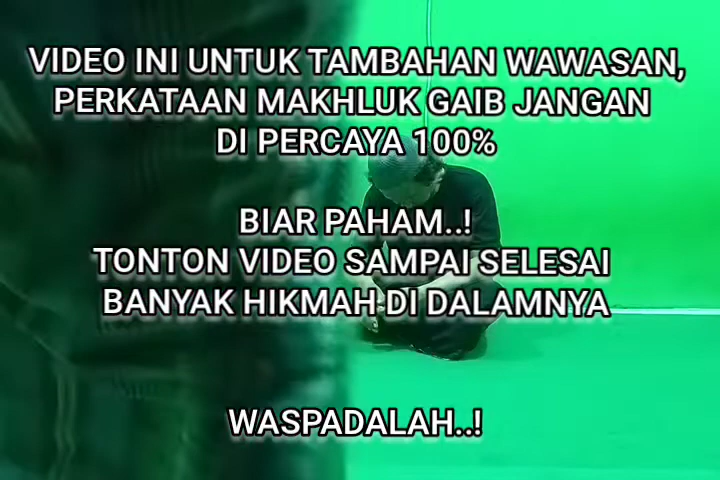 VIDEO INI UNTUK TAMBAHAN WAWASAN,
PERKATAAN MAKHLUK GAIB JANGAN
DI PERCAYA 100%
BIAR PAHAM..!
TONTON VIDEO SAMPAI SELESAI
BANYAK HIKMAH DI DALAMNYA
WASPADALAH..!